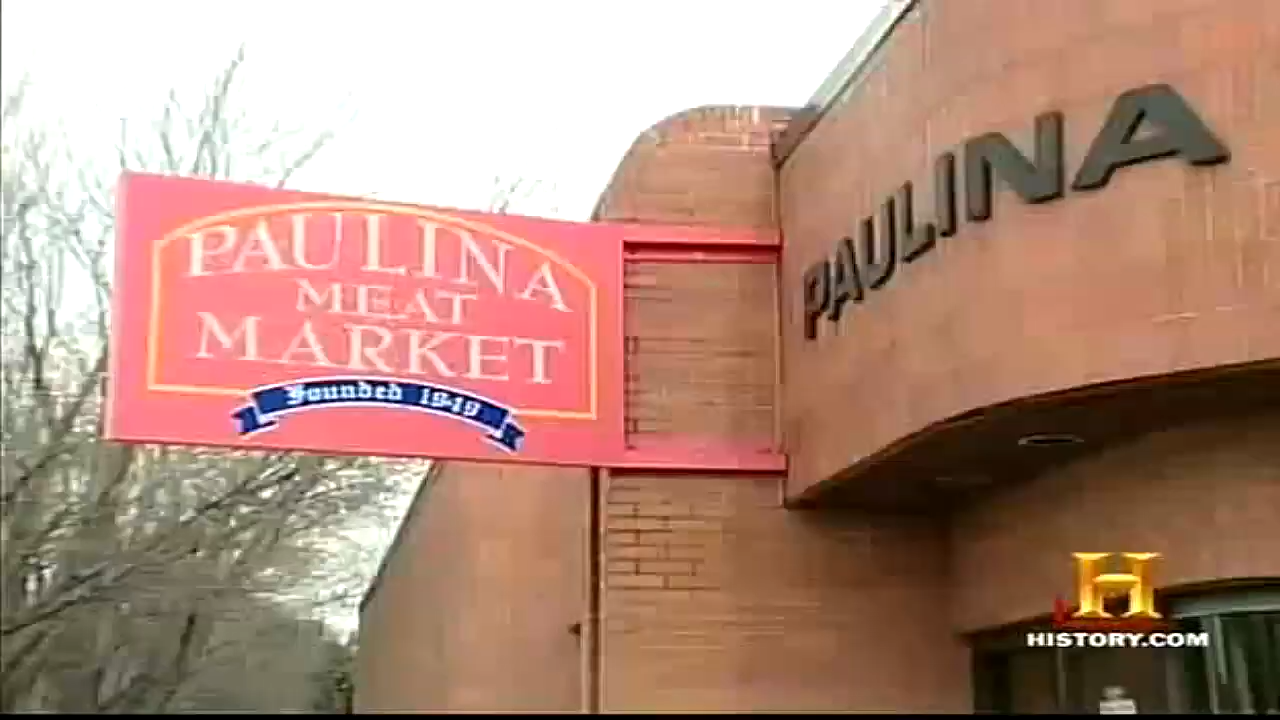 PAULINA
MEAT
MARKET
Founded 1949
PAULINA
H
HISTORY.COM